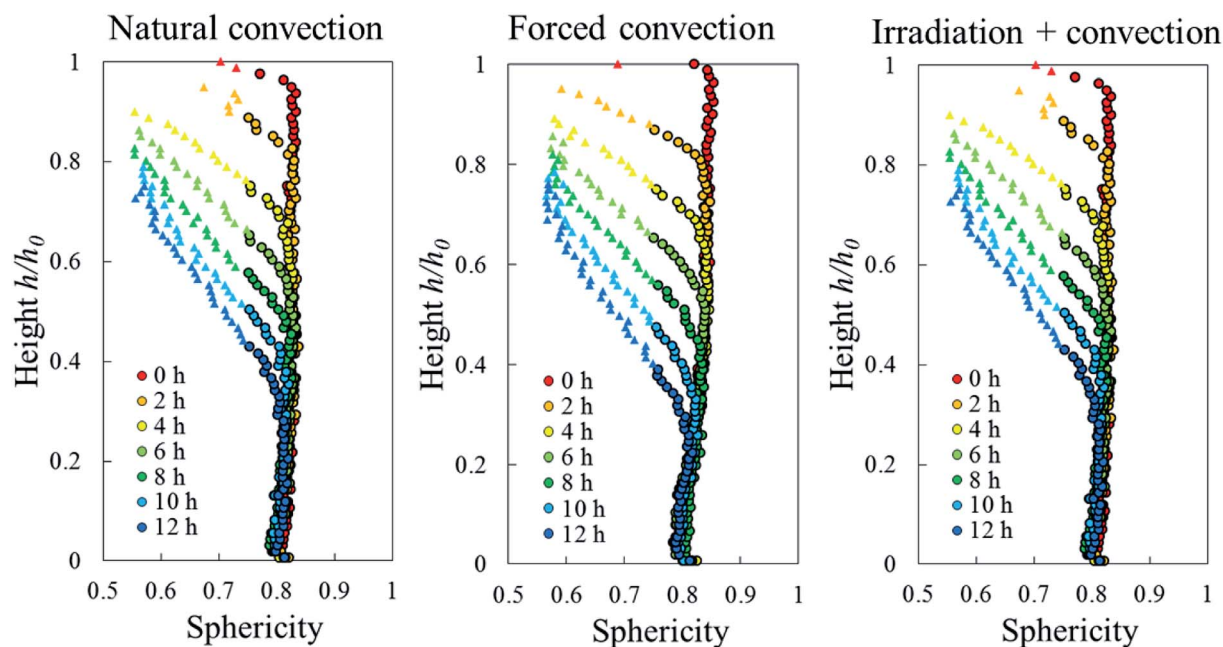 Natural convection
1
0.8
0.6
0.4
0.2
0
Height h/h0
0 h
2 h
4 h
6 h
8 h
10 h
12 h
0.5 0.6 0.7 0.8 0.9 1
Sphericity
Forced convection
1
0.8
0.6
0.4
0.2
0
Height h/h0
0 h
2 h
4 h
6 h
8 h
10 h
12 h
0.5 0.6 0.7 0.8 0.9 1
Sphericity
Irradiation + convection
1
0.8
0.6
0.4
0.2
0
Height h/h0
0 h
2 h
4 h
6 h
8 h
10 h
12 h
0.5 0.6 0.7 0.8 0.9 1
Sphericity